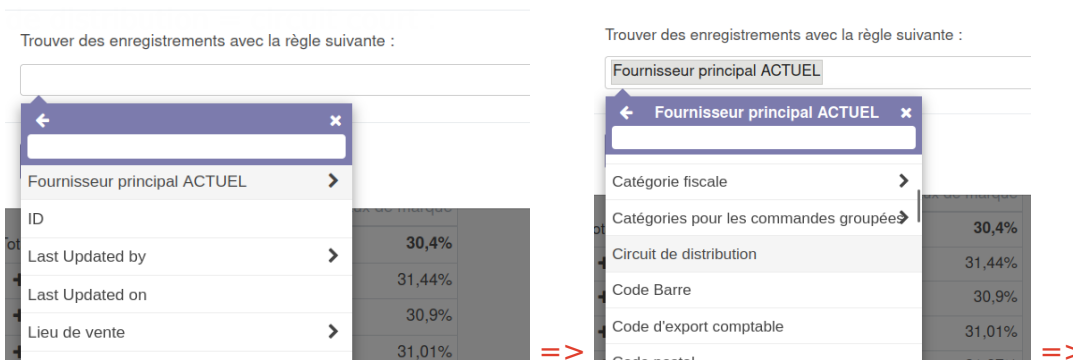 Trouver des enregistrements avec la règle suivante :
Fournisseur principal ACTUEL
ID
Last Updated by
Last Updated on
Lieu de vente
30,4%
31,44%
30,9%
31,01%
=>
Trouver des enregistrements avec la règle suivante :
Fournisseur principal ACTUEL
Fournisseur principal ACTUEL
Catégorie fiscale
Catégories pour les commandes groupées
Circuit de distribution
Code Barre
Code d'export comptable
Code postal
30,4%
31,44%
30,9%
31,01%
=>